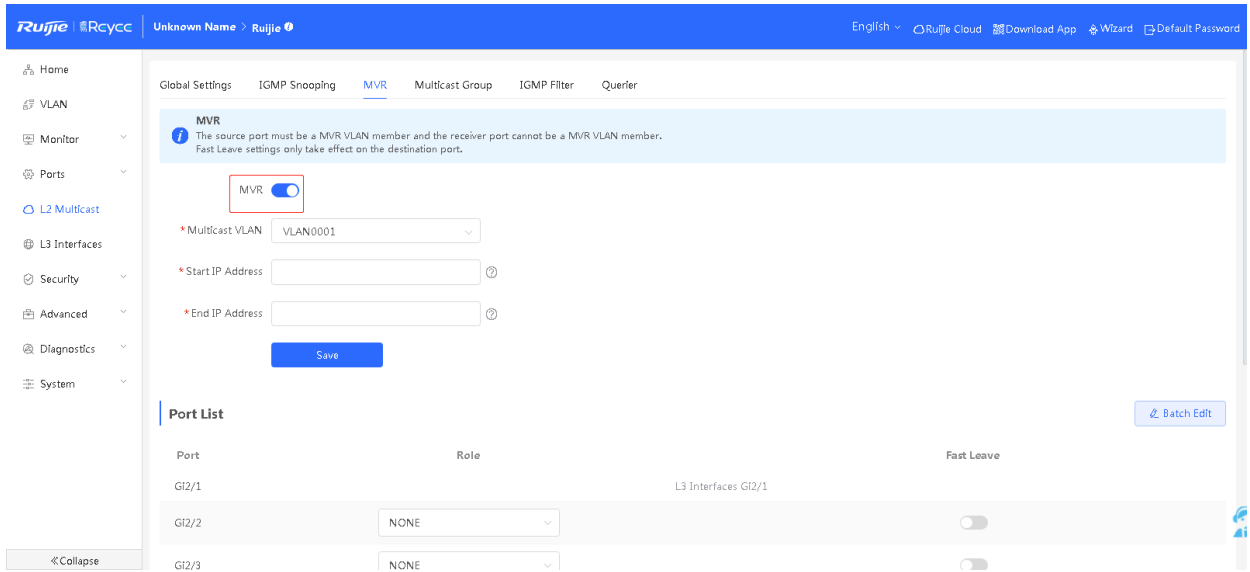 Ruijie | Rcycc
Unknown Name > Ruijie
English
Ruijie Cloud
Download App
Wizard
Default Password
Home
VLAN
Monitor
Ports
L2 Multicast
L3 Interfaces
Security
Advanced
Diagnostics
System
«Collapse
Global Settings IGMP Snooping MVR Multicast Group IGMP Filter Querier
MVR
The source port must be a MVR VLAN member and the receiver port cannot be a MVR VLAN member.
Fast Leave settings only take effect on the destination port.
MVR
* Multicast VLAN VLAN0001
* Start IP Address
* End IP Address
Save
Port List
Batch Edit
Port Role Fast Leave
Gi2/1 L3 Interfaces Gi2/1
Gi2/2 NONE
Gi2/3 NONE